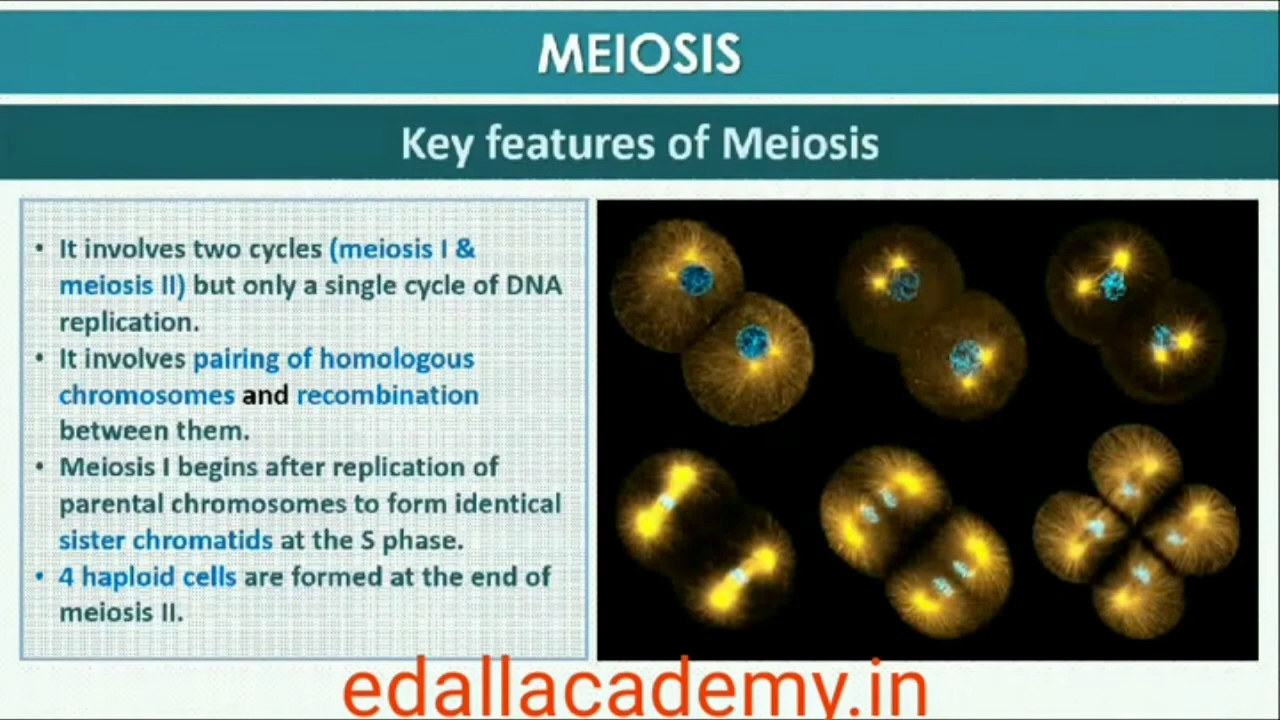 MEIOSIS
Key features of Meiosis
• It involves two cycles (meiosis I &
meiosis II) but only a single cycle of DNA
replication.
• It involves pairing of homologous
chromosomes and recombination
between them.
• Meiosis I begins after replication of
parental chromosomes to form identical
sister chromatids at the S phase.
• 4 haploid cells are formed at the end of
meiosis II.
edallacademy.in